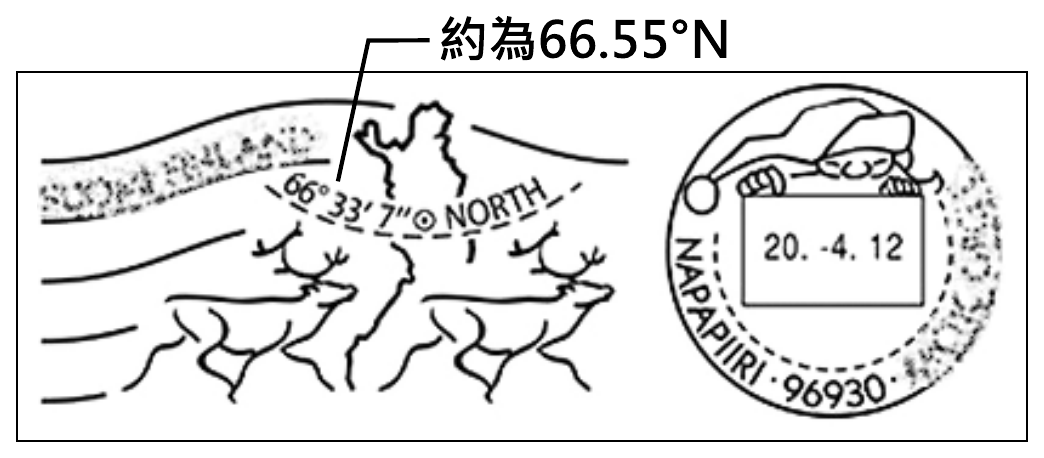 約為66.55°N
66° 33′ 7″ ⊙ NORTH
20. -4. 12
NAPAPIIRI · 96930 ·